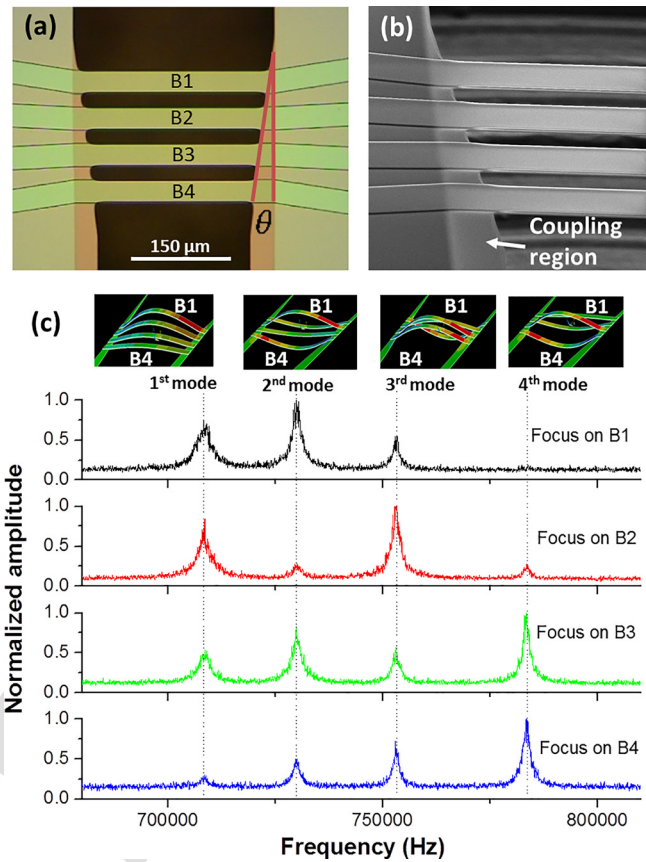 (a)
B1
B2
B3
B4
θ
150 μm
(b)
Coupling
region
(c)
B1
B4
B1
B4
B1
B4
B1
B4
1st mode
2nd mode
3rd mode
4th mode
Normalized amplitude
1.0
0.5
0.0
Focus on B1
1.0
0.5
0.0
Focus on B2
1.0
0.5
0.0
Focus on B3
1.0
0.5
0.0
Focus on B4
700000
750000
800000
Frequency (Hz)